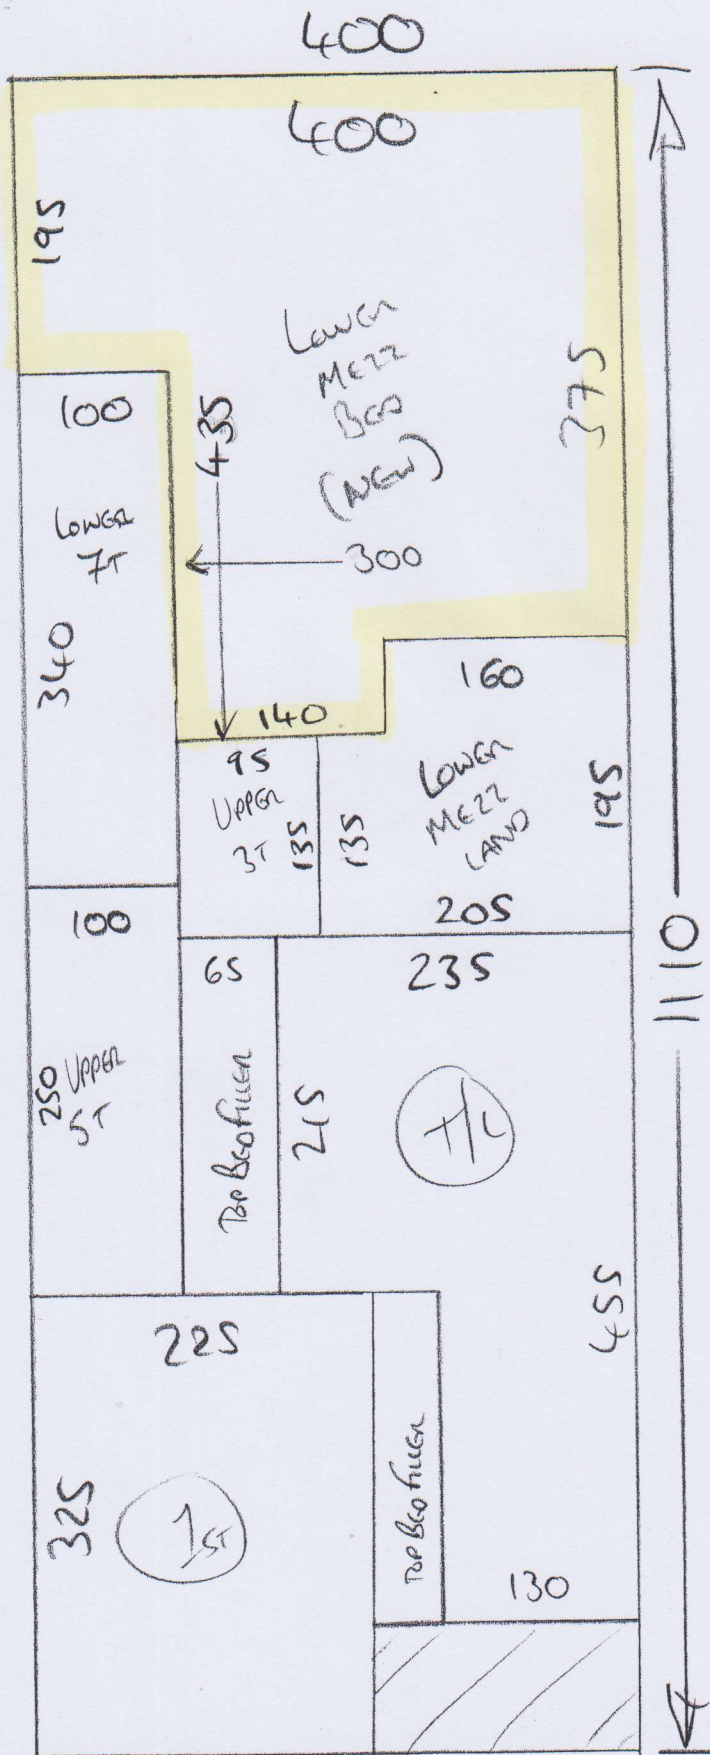 400
400
195
LOWER
MEZZ
BED
(NEW)
375
100
435
LOWER
7T
300
340
160
140
95
UPPER
3T
135
135
LOWER
MEZZ
LAND
195
205
100
65
235
1110
250
UPPER
5T
TOP BED FILLER
215
T/L
455
225
325
1ST
TOP BED FILLER
130